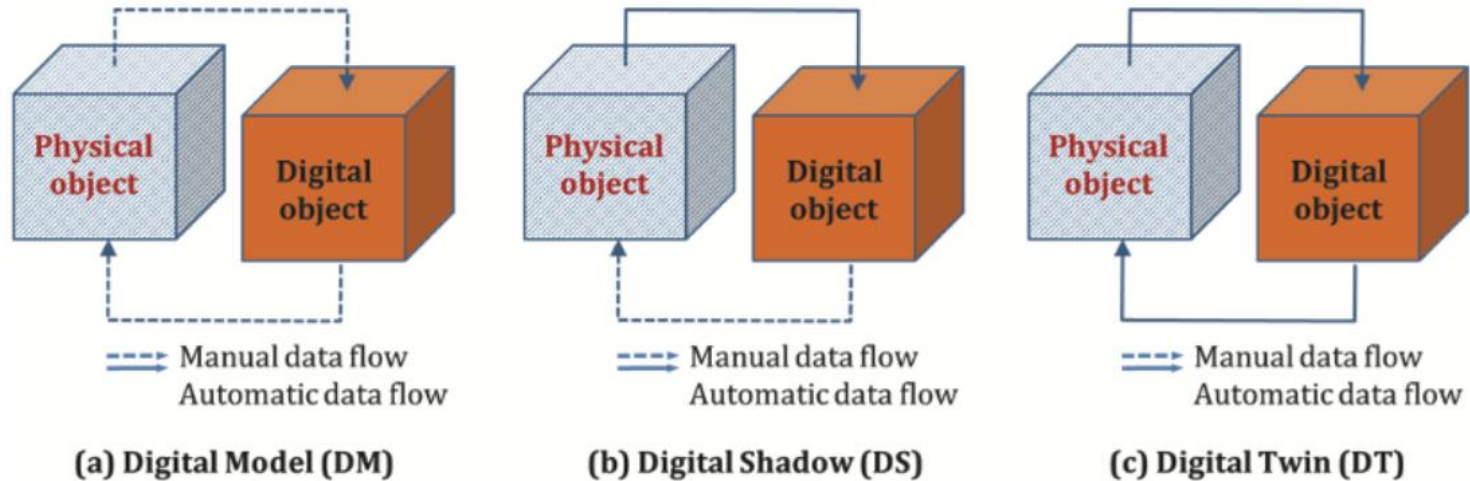 Physical
object
Digital
object
Manual data flow
Automatic data flow
(a) Digital Model (DM)
Physical
object
Digital
object
Manual data flow
Automatic data flow
(b) Digital Shadow (DS)
Physical
object
Digital
object
Manual data flow
Automatic data flow
(c) Digital Twin (DT)